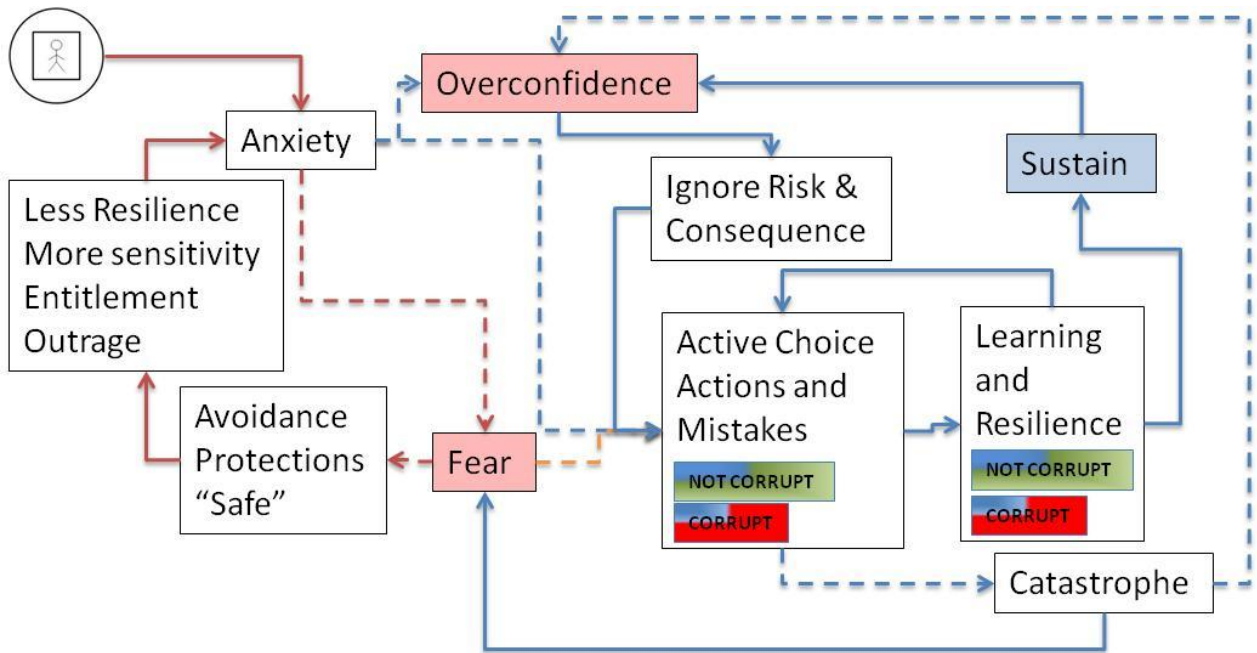 Overconfidence
Anxiety
Sustain
Ignore Risk &
Consequence
Less Resilience
More sensitivity
Entitlement
Outrage
Active Choice
Actions and
Mistakes
NOT CORRUPT
CORRUPT
Learning
and
Resilience
NOT CORRUPT
CORRUPT
Avoidance
Protections
“Safe”
Fear
Catastrophe